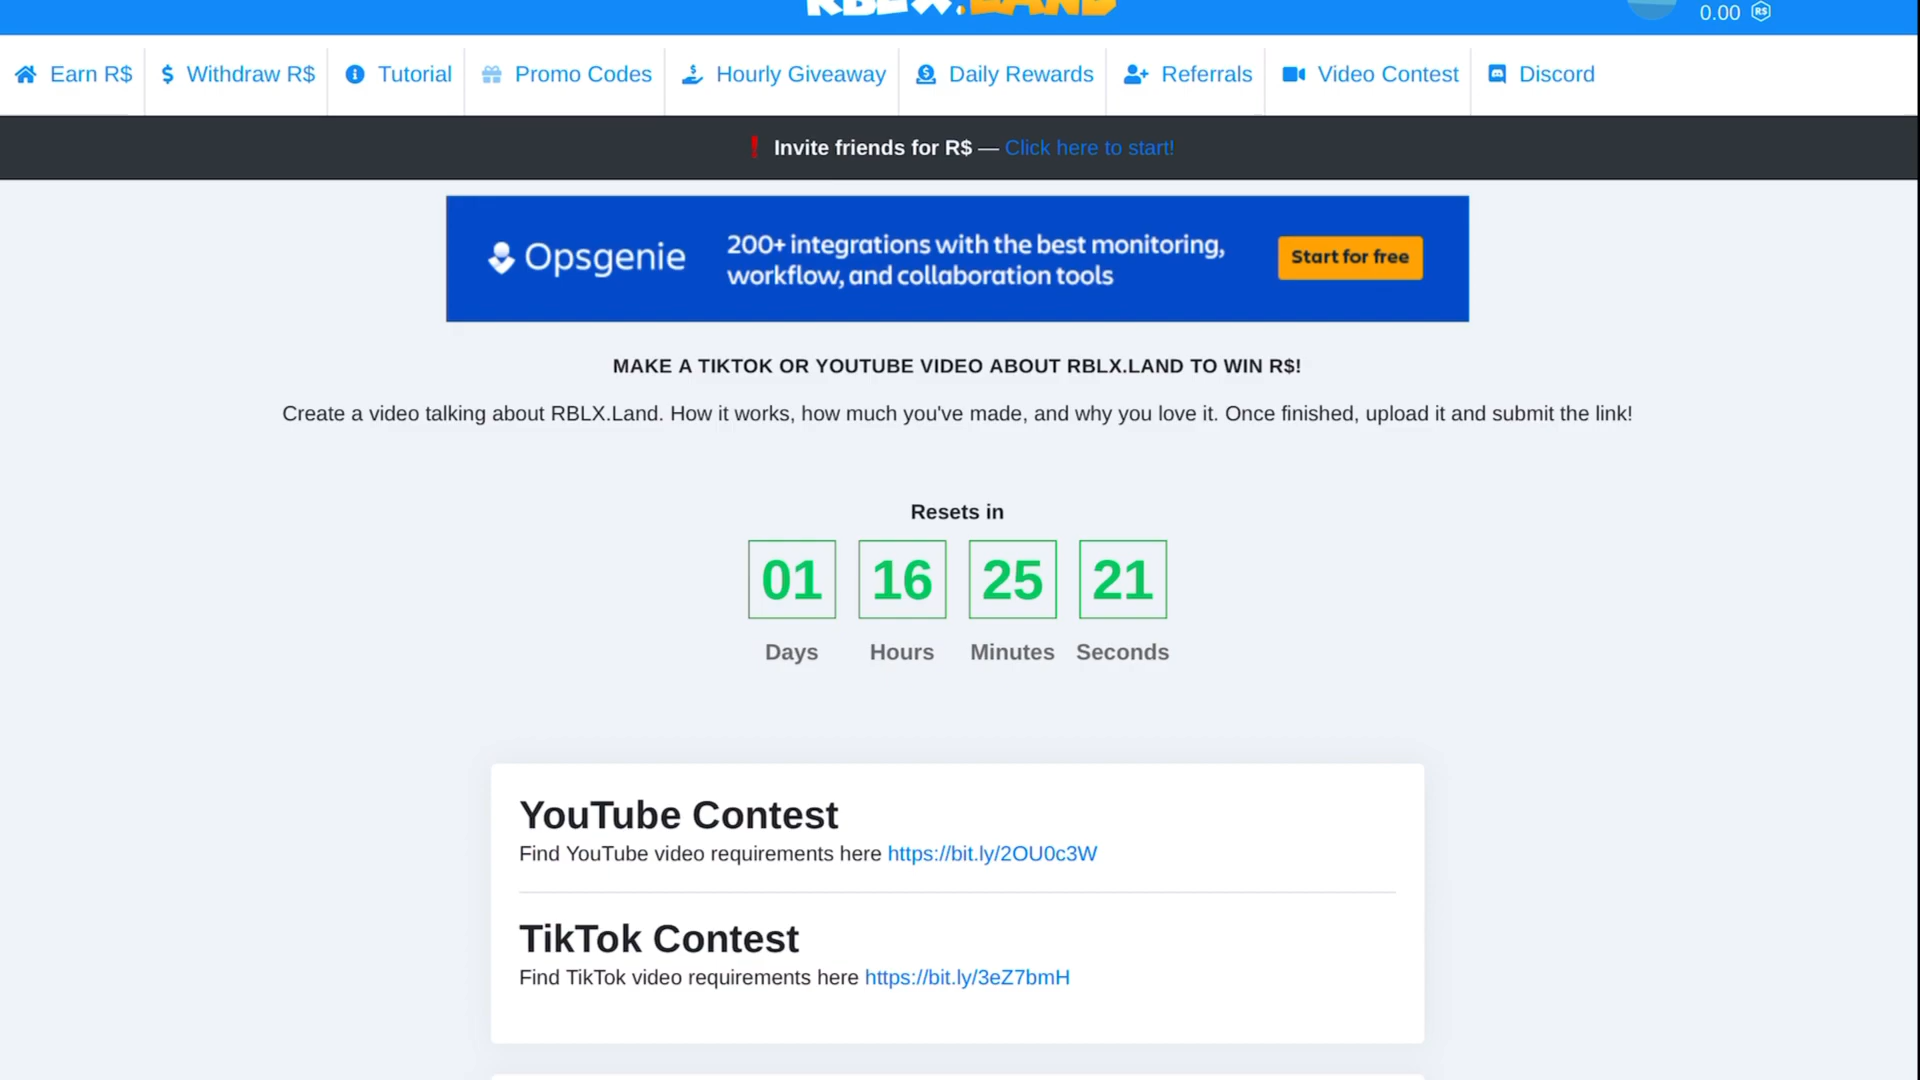 RBLX.LAND
0.00
Earn R$
Withdraw R$
Tutorial
Promo Codes
Hourly Giveaway
Daily Rewards
Referrals
Video Contest
Discord
❗ Invite friends for R$ — Click here to start!
Opsgenie
200+ integrations with the best monitoring,
workflow, and collaboration tools
Start for free
MAKE A TIKTOK OR YOUTUBE VIDEO ABOUT RBLX.LAND TO WIN R$!
Create a video talking about RBLX.Land. How it works, how much you've made, and why you love it. Once finished, upload it and submit the link!
Resets in
01 16 25 21
Days Hours Minutes Seconds
YouTube Contest
Find YouTube video requirements here https://bit.ly/2OU0c3W
TikTok Contest
Find TikTok video requirements here https://bit.ly/3eZ7bmH